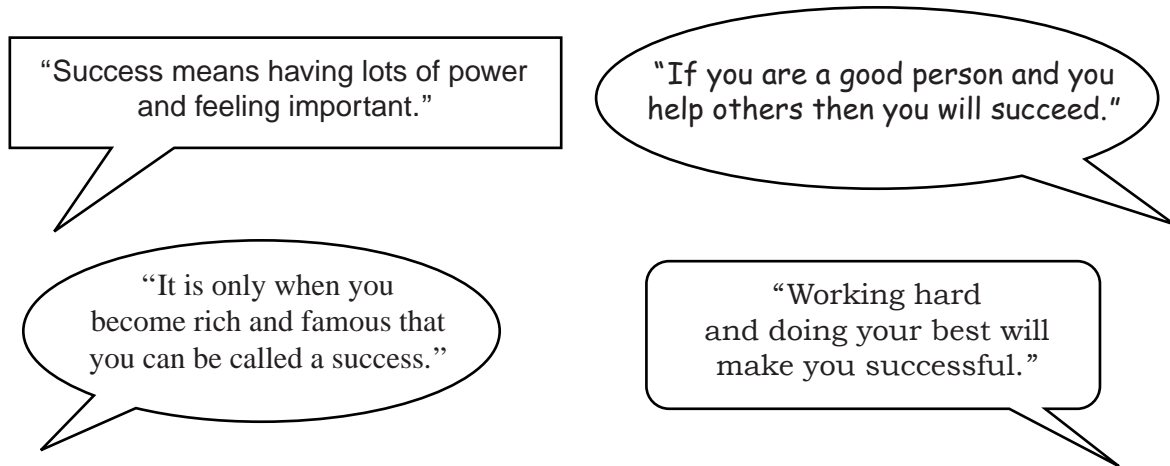 “Success means having lots of power
and feeling important.”
“If you are a good person and you
help others then you will succeed.”
“It is only when you
become rich and famous that
you can be called a success.”
“Working hard
and doing your best will
make you successful.”